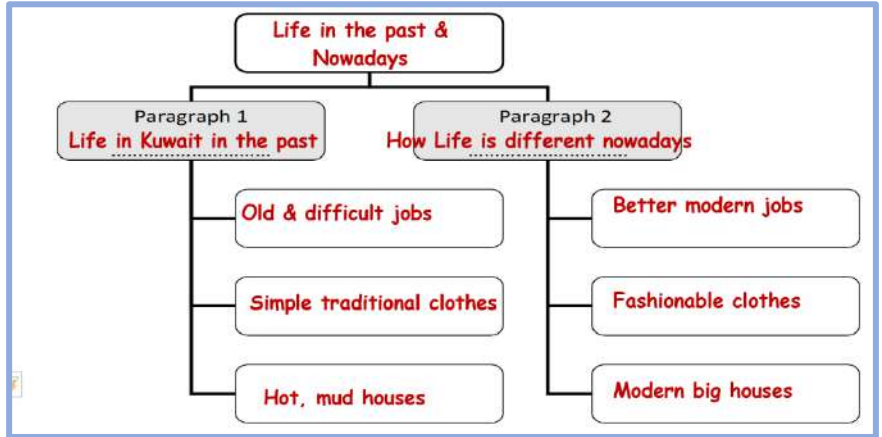 Life in the past &
Nowadays
Paragraph 1
Life in Kuwait in the past
Old & difficult jobs
Simple traditional clothes
Hot, mud houses
Paragraph 2
How Life is different nowadays
Better modern jobs
Fashionable clothes
Modern big houses